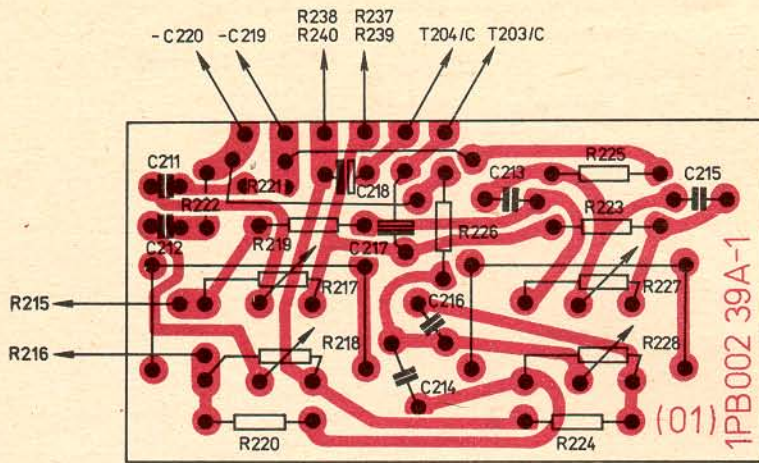 R238 R237
-C220 -C219 R240 R239 T204/C T203/C
C211 R221 C218 C213 R225 C215
R222
C212 R219 C217 R226 R223
R215 R217 C216 R227
R216 R218 R228
C214
R220 R224
(01) 1PB002 39A-1